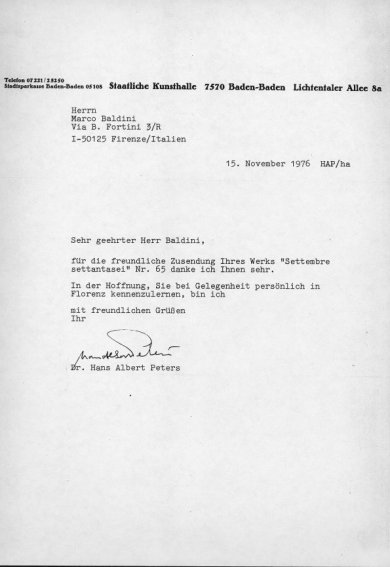 Telefon 07221/23250
Stadtsparkasse Baden-Baden 05108 Staatliche Kunsthalle 7570 Baden-Baden Lichtentaler Allee 8a
Herrn
Marco Baldini
Via B. Fortini 3/R
I-50125 Firenze/Italien
15. November 1976 HAP/ha
Sehr geehrter Herr Baldini,
für die freundliche Zusendung Ihres Werks "Settembre
settantasei" Nr. 65 danke ich Ihnen sehr.
In der Hoffnung, Sie bei Gelegenheit persönlich in
Florenz kennenzulernen, bin ich
mit freundlichen Grüßen
Ihr
Dr. Hans Albert Peters